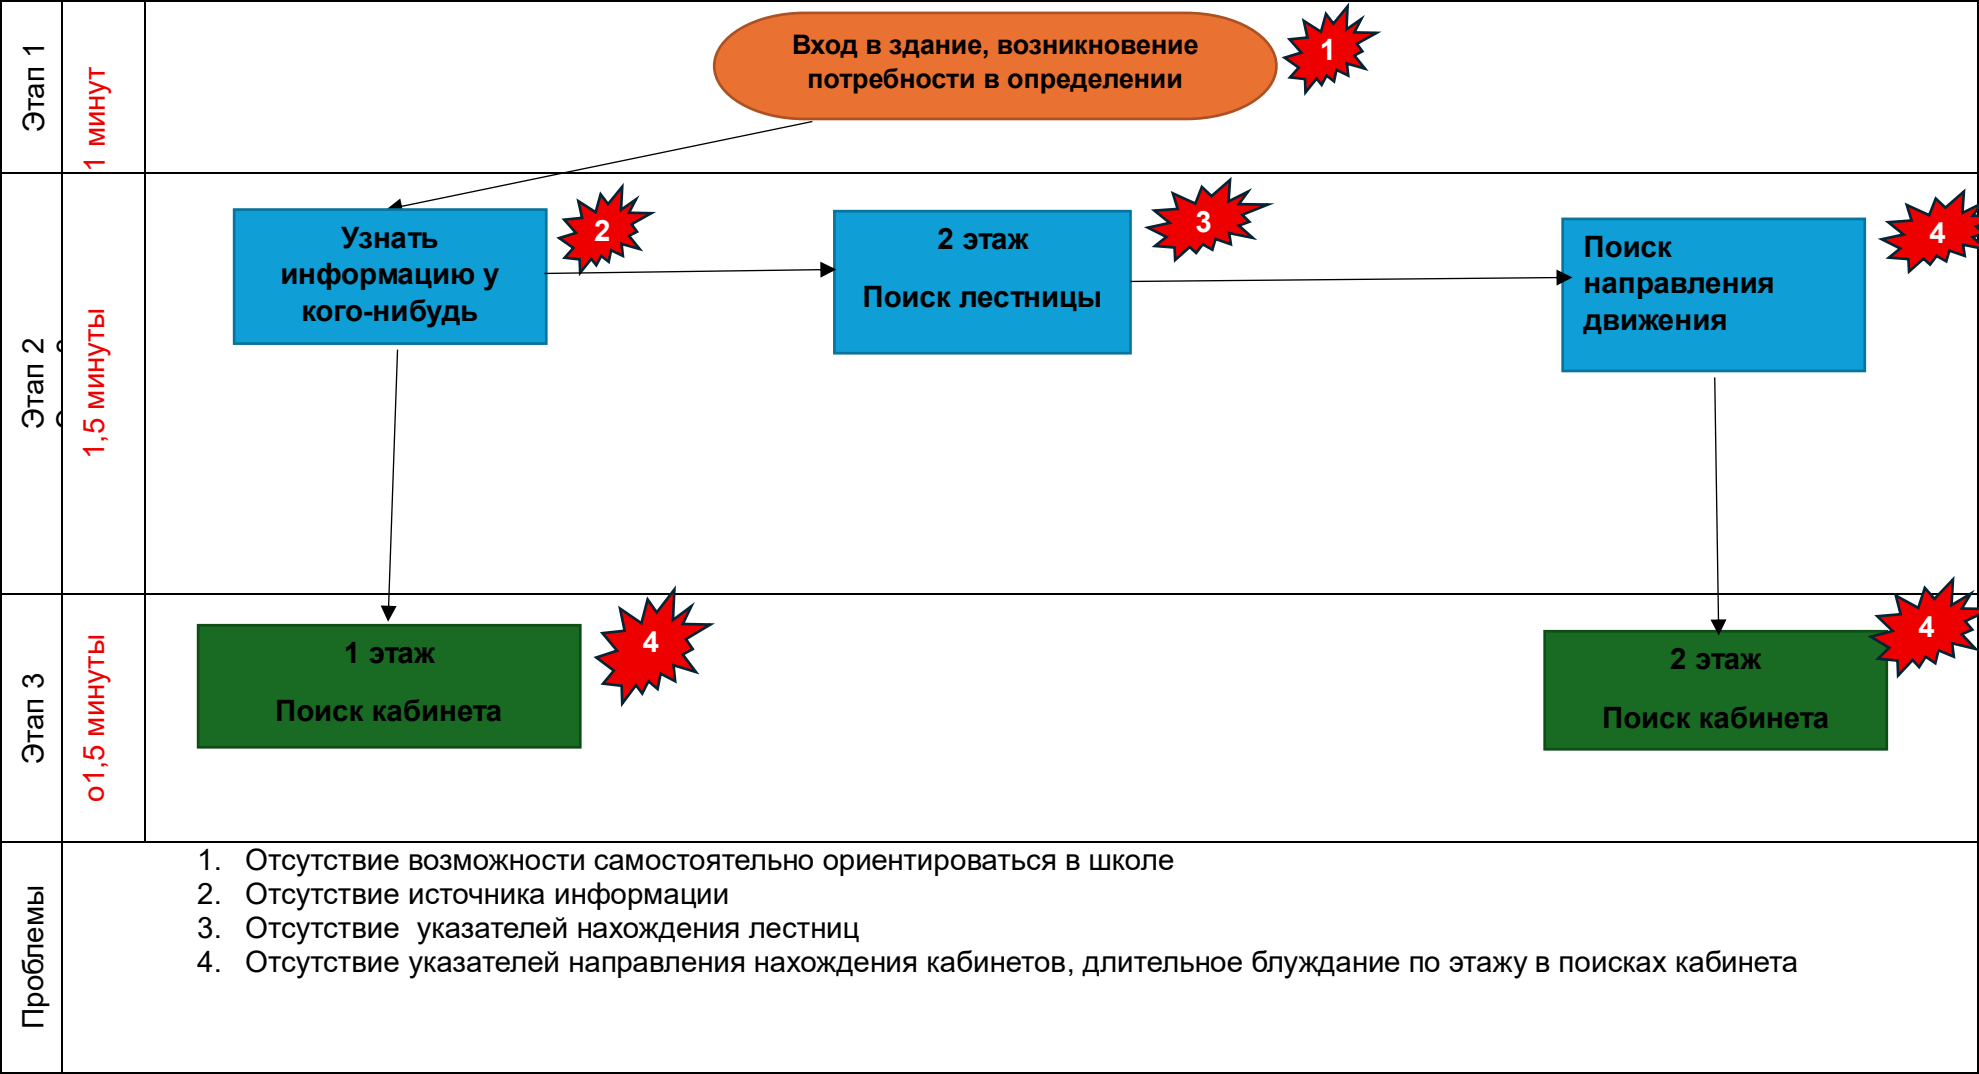 Этап 1
1 минут
Вход в здание, возникновение
потребности в определении
1
Этап 2
1,5 минуты
Узнать
информацию у
кого-нибудь
2
2 этаж
Поиск лестницы
3
Поиск
направления
движения
4
Этап 3
о1,5 минуты
1 этаж
Поиск кабинета
4
2 этаж
Поиск кабинета
4
Проблемы
1. Отсутствие возможности самостоятельно ориентироваться в школе
2. Отсутствие источника информации
3. Отсутствие указателей нахождения лестниц
4. Отсутствие указателей направления нахождения кабинетов, длительное блуждание по этажу в поисках кабинета